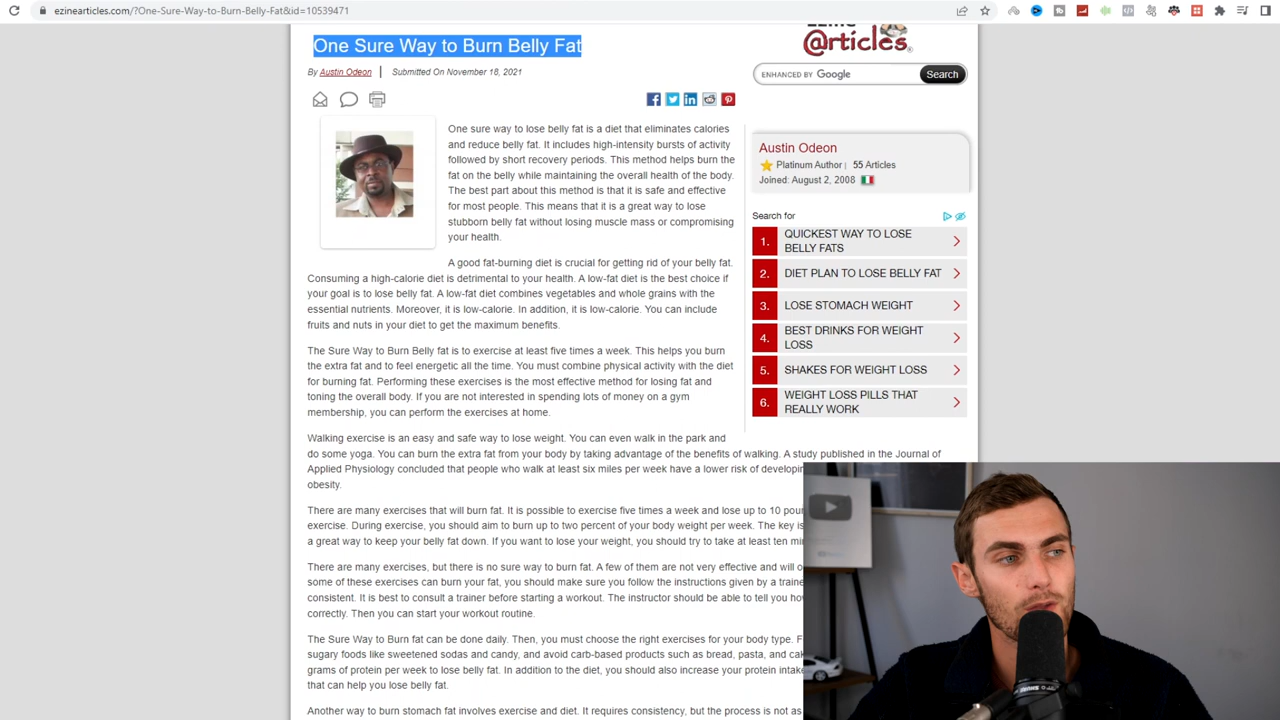 ezinearticles.com/?One-Sure-Way-to-Burn-Belly-Fat&id=10539471
One Sure Way to Burn Belly Fat
By Austin Odeon | Submitted On November 18, 2021
@rticles
ENHANCED BY Google Search
One sure way to lose belly fat is a diet that eliminates calories
and reduce belly fat. It includes high-intensity bursts of activity
followed by short recovery periods. This method helps burn the
fat on the belly while maintaining the overall health of the body.
The best part about this method is that it is safe and effective
for most people. This means that it is a great way to lose
stubborn belly fat without losing muscle mass or compromising
your health.
A good fat-burning diet is crucial for getting rid of your belly fat.
Consuming a high-calorie diet is detrimental to your health. A low-fat diet is the best choice if
your goal is to lose belly fat. A low-fat diet combines vegetables and whole grains with the
essential nutrients. Moreover, it is low-calorie. In addition, it is low-calorie. You can include
fruits and nuts in your diet to get the maximum benefits.
The Sure Way to Burn Belly fat is to exercise at least five times a week. This helps you burn
the extra fat and to feel energetic all the time. You must combine physical activity with the diet
for burning fat. Performing these exercises is the most effective method for losing fat and
toning the overall body. If you are not interested in spending lots of money on a gym
membership, you can perform the exercises at home.
Walking exercise is an easy and safe way to lose weight. You can even walk in the park and
do some yoga. You can burn the extra fat from your body by taking advantage of the benefits of walking. A study published in the Journal of
Applied Physiology concluded that people who walk at least six miles per week have a lower risk of developin
obesity.
There are many exercises that will burn fat. It is possible to exercise five times a week and lose up to 10 poun
exercise. During exercise, you should aim to burn up to two percent of your body weight per week. The key is
a great way to keep your belly fat down. If you want to lose your weight, you should try to take at least ten min
There are many exercises, but there is no sure way to burn fat. A few of them are not very effective and will o
some of these exercises can burn your fat, you should make sure you follow the instructions given by a traine
consistent. It is best to consult a trainer before starting a workout. The instructor should be able to tell you how
correctly. Then you can start your workout routine.
The Sure Way to Burn fat can be done daily. Then, you must choose the right exercises for your body type. F
sugary foods like sweetened sodas and candy, and avoid carb-based products such as bread, pasta, and cak
grams of protein per week to lose belly fat. In addition to the diet, you should also increase your protein intake
that can help you lose belly fat.
Another way to burn stomach fat involves exercise and diet. It requires consistency, but the process is not as
Austin Odeon
Platinum Author | 55 Articles
Joined: August 2, 2008
Search for
1. QUICKEST WAY TO LOSE
BELLY FATS
2. DIET PLAN TO LOSE BELLY FAT
3. LOSE STOMACH WEIGHT
4. BEST DRINKS FOR WEIGHT
LOSS
5. SHAKES FOR WEIGHT LOSS
6. WEIGHT LOSS PILLS THAT
REALLY WORK